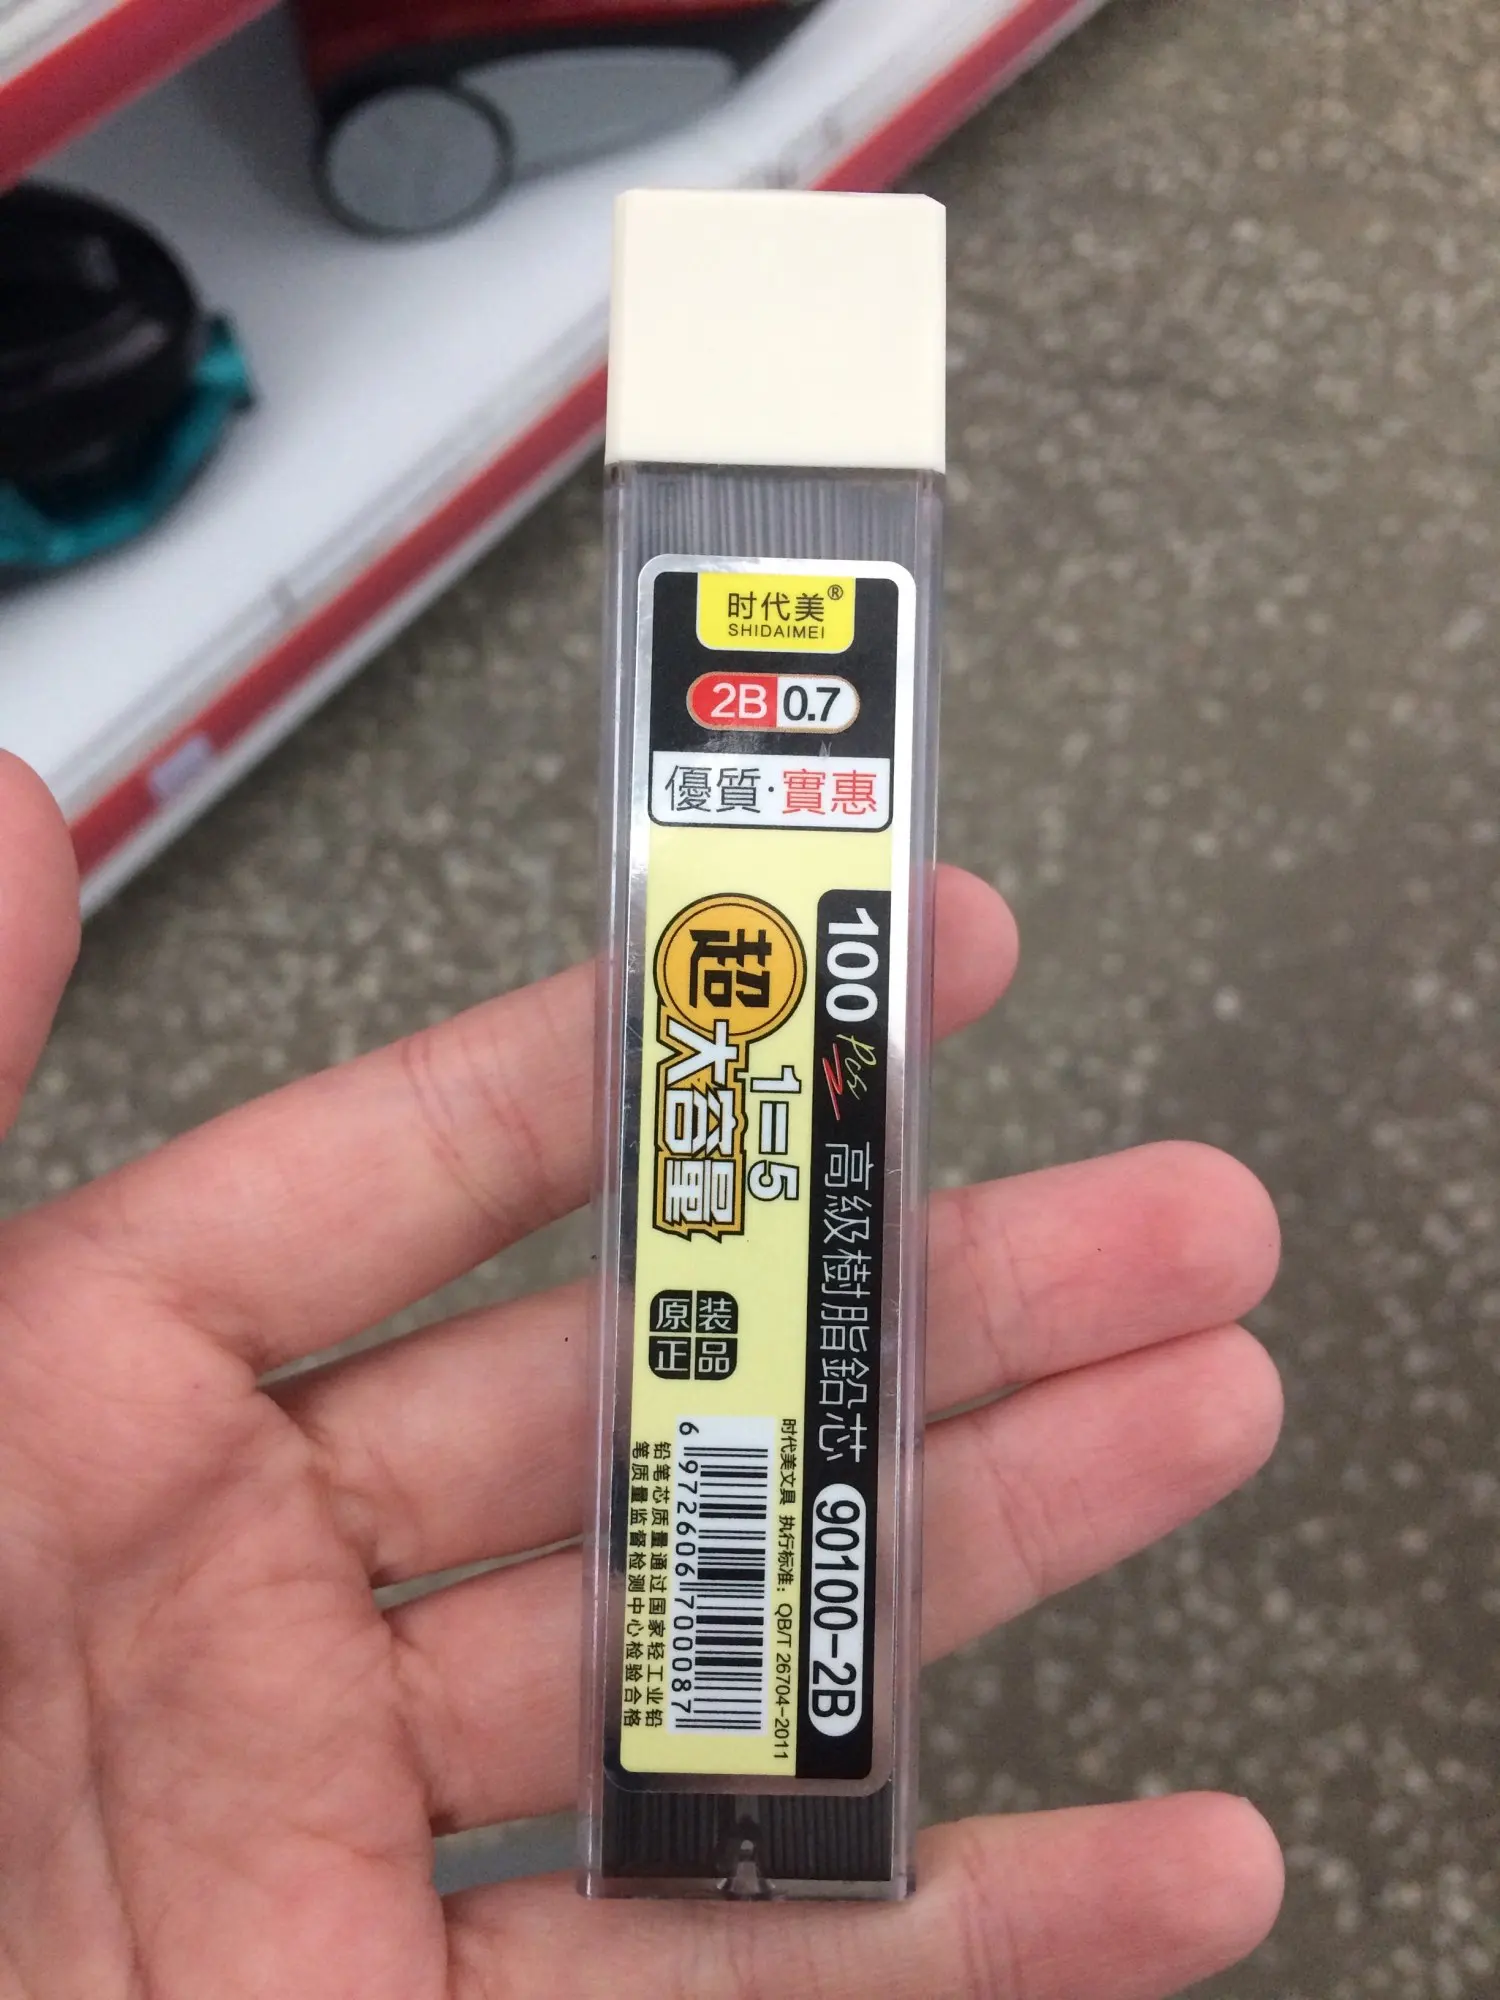 时代美®
SHIDAIMEI
2B 0.7
優質·實惠
100 Pcs 高級樹脂鉛芯 90100-2B
超大容量
1=5
原装
正品
时代美文具 执行标准：QB/T 26704-2011
6 972606 700087
铅笔芯质量通过国家轻工业铅
笔质量监督检测中心检验合格